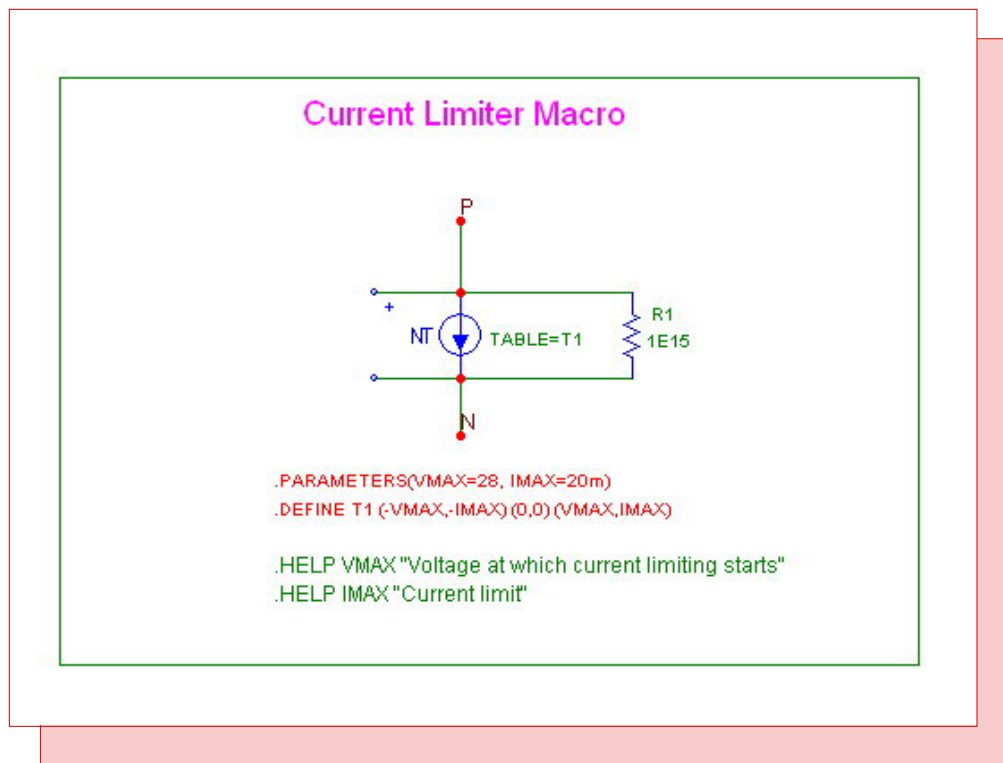 Current Limiter Macro
P
+
NT
TABLE=T1
R1
1E15
N
.PARAMETERS(VMAX=28, IMAX=20m)
.DEFINE T1 (-VMAX,-IMAX) (0,0) (VMAX,IMAX)
.HELP VMAX "Voltage at which current limiting starts"
.HELP IMAX "Current limit"